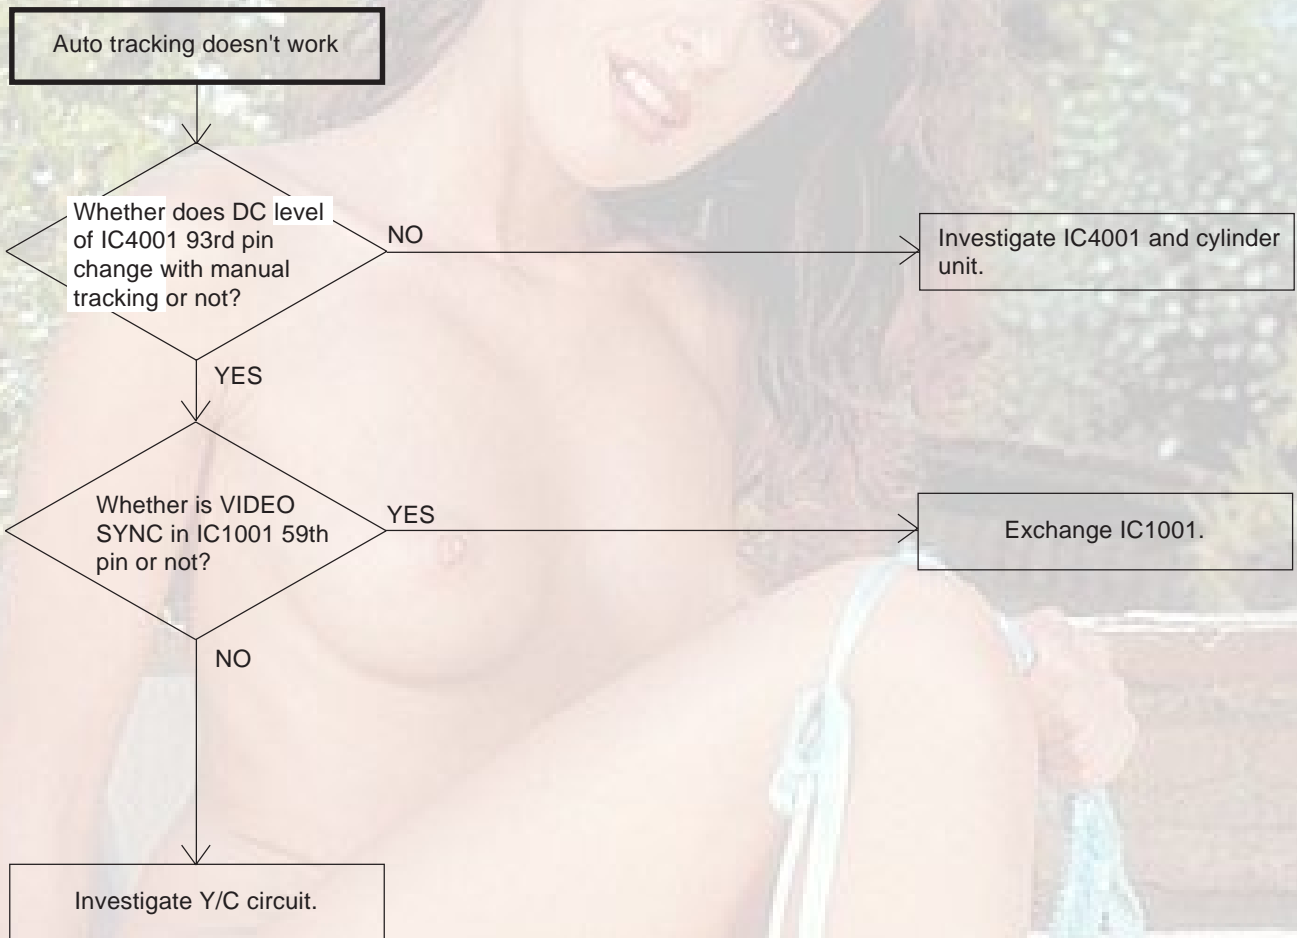 Auto tracking doesn't work
Whether does DC level
of IC4001 93rd pin
change with manual
tracking or not?
NO
Investigate IC4001 and cylinder
unit.
YES
Whether is VIDEO
SYNC in IC1001 59th
pin or not?
YES
Exchange IC1001.
NO
Investigate Y/C circuit.